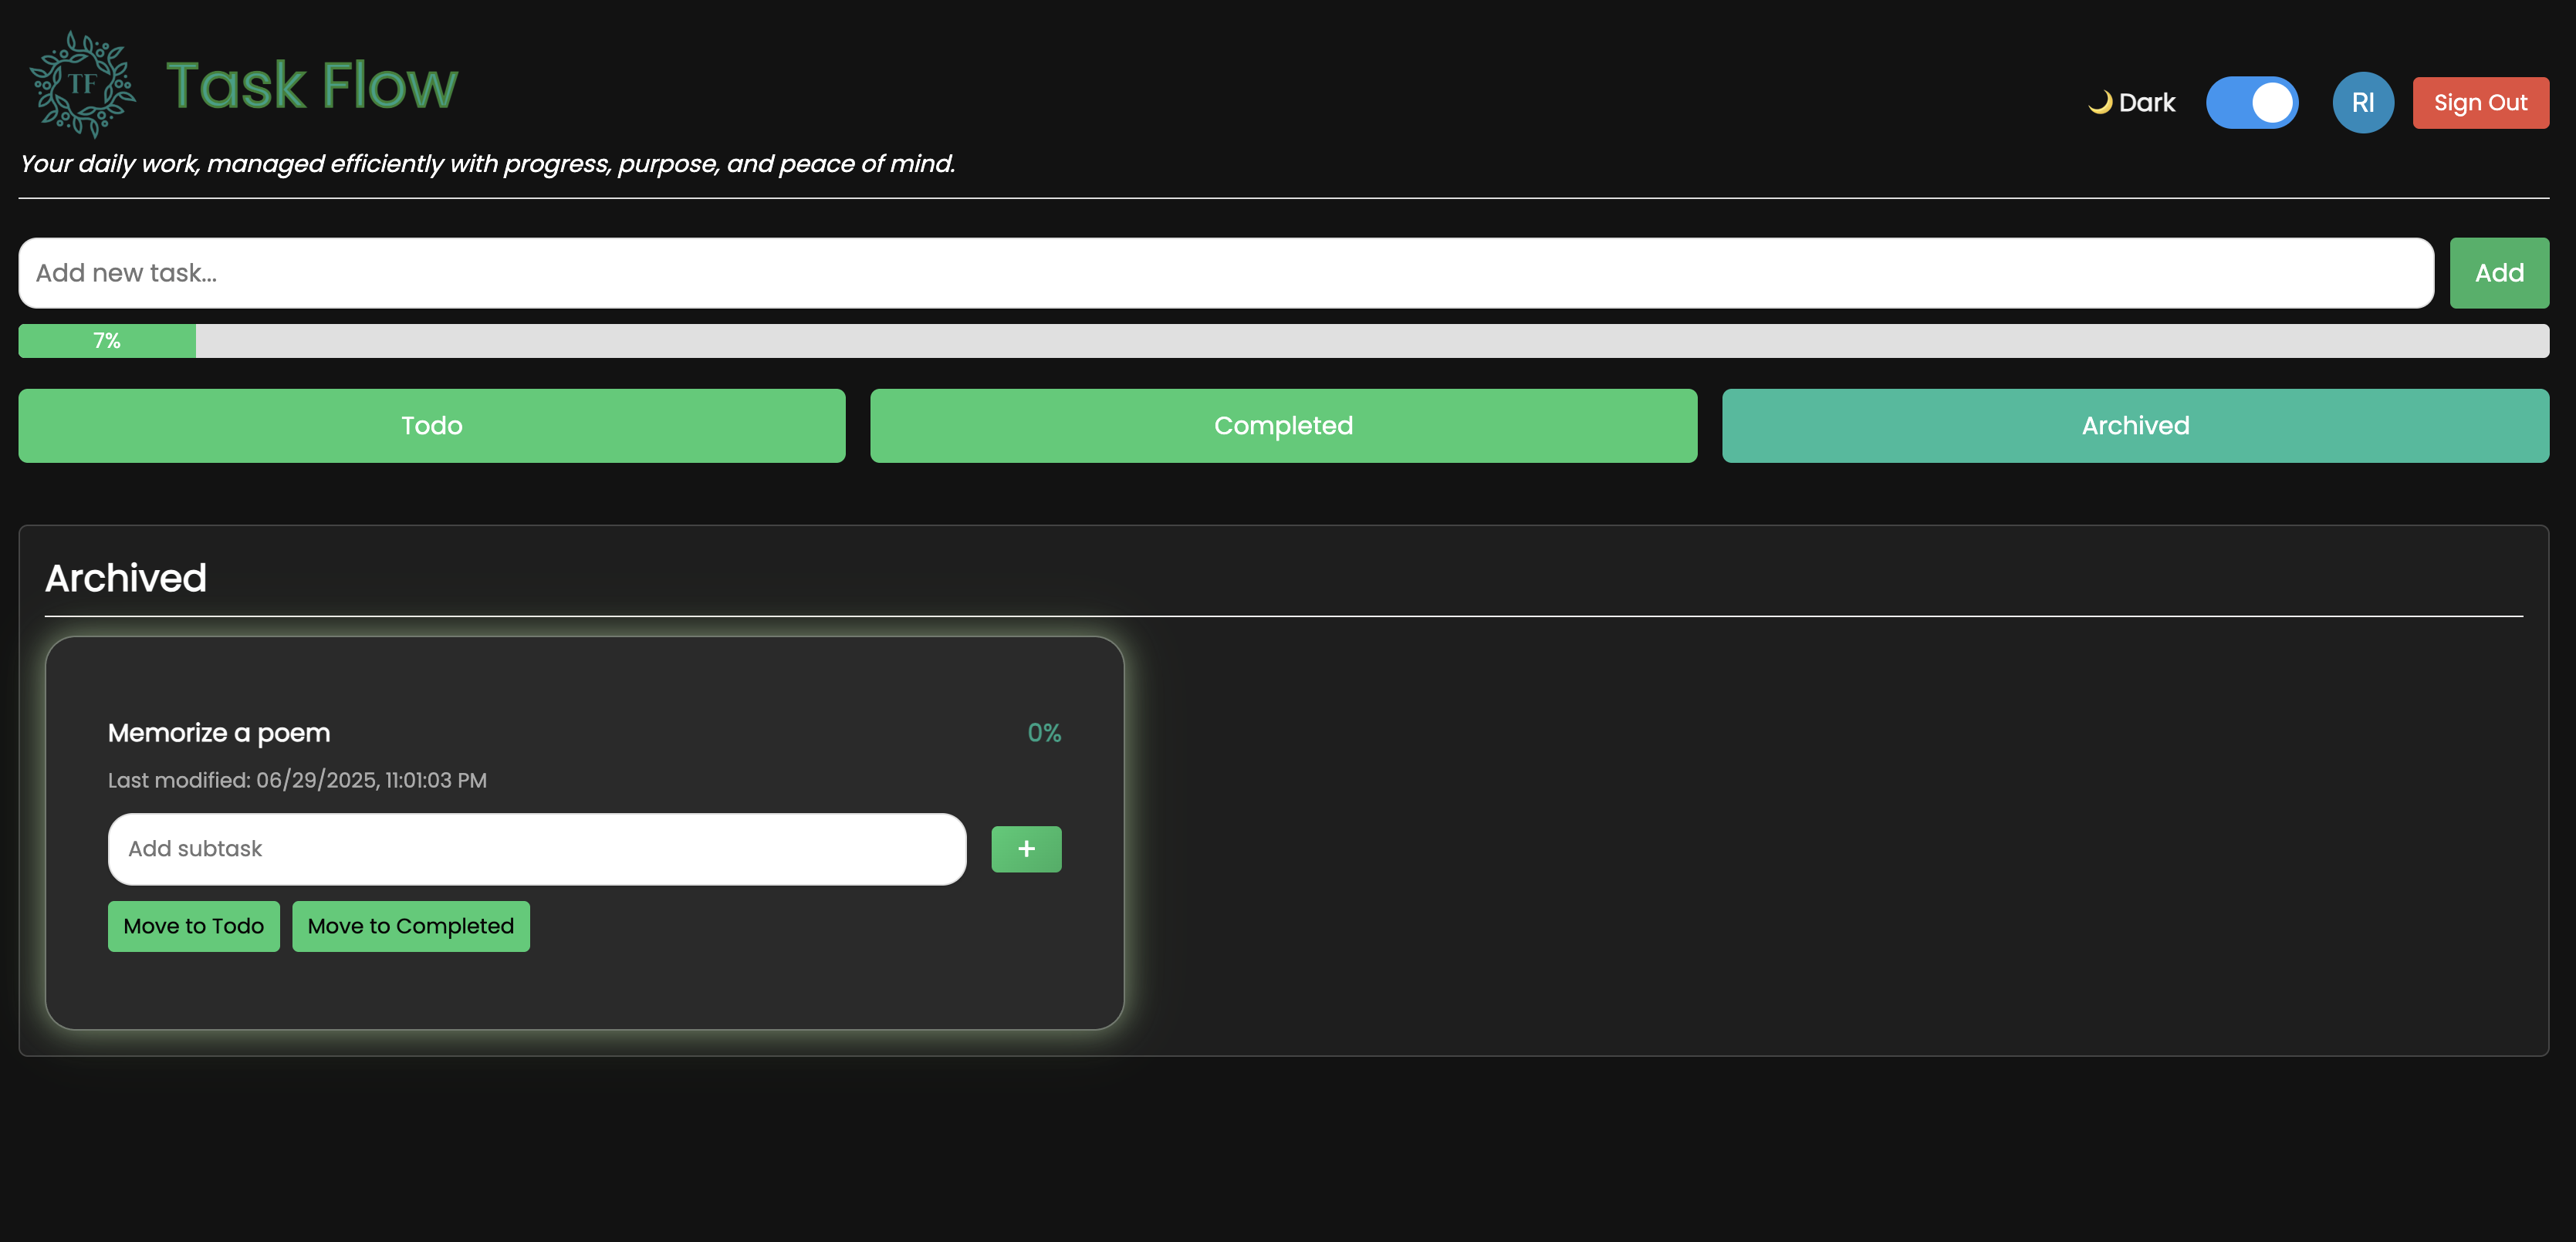 TF
Task Flow
🌙 Dark
RI
Sign Out
Your daily work, managed efficiently with progress, purpose, and peace of mind.
Add new task...
Add
7%
Todo
Completed
Archived
Archived
Memorize a poem
0%
Last modified: 06/29/2025, 11:01:03 PM
Add subtask
+
Move to Todo
Move to Completed